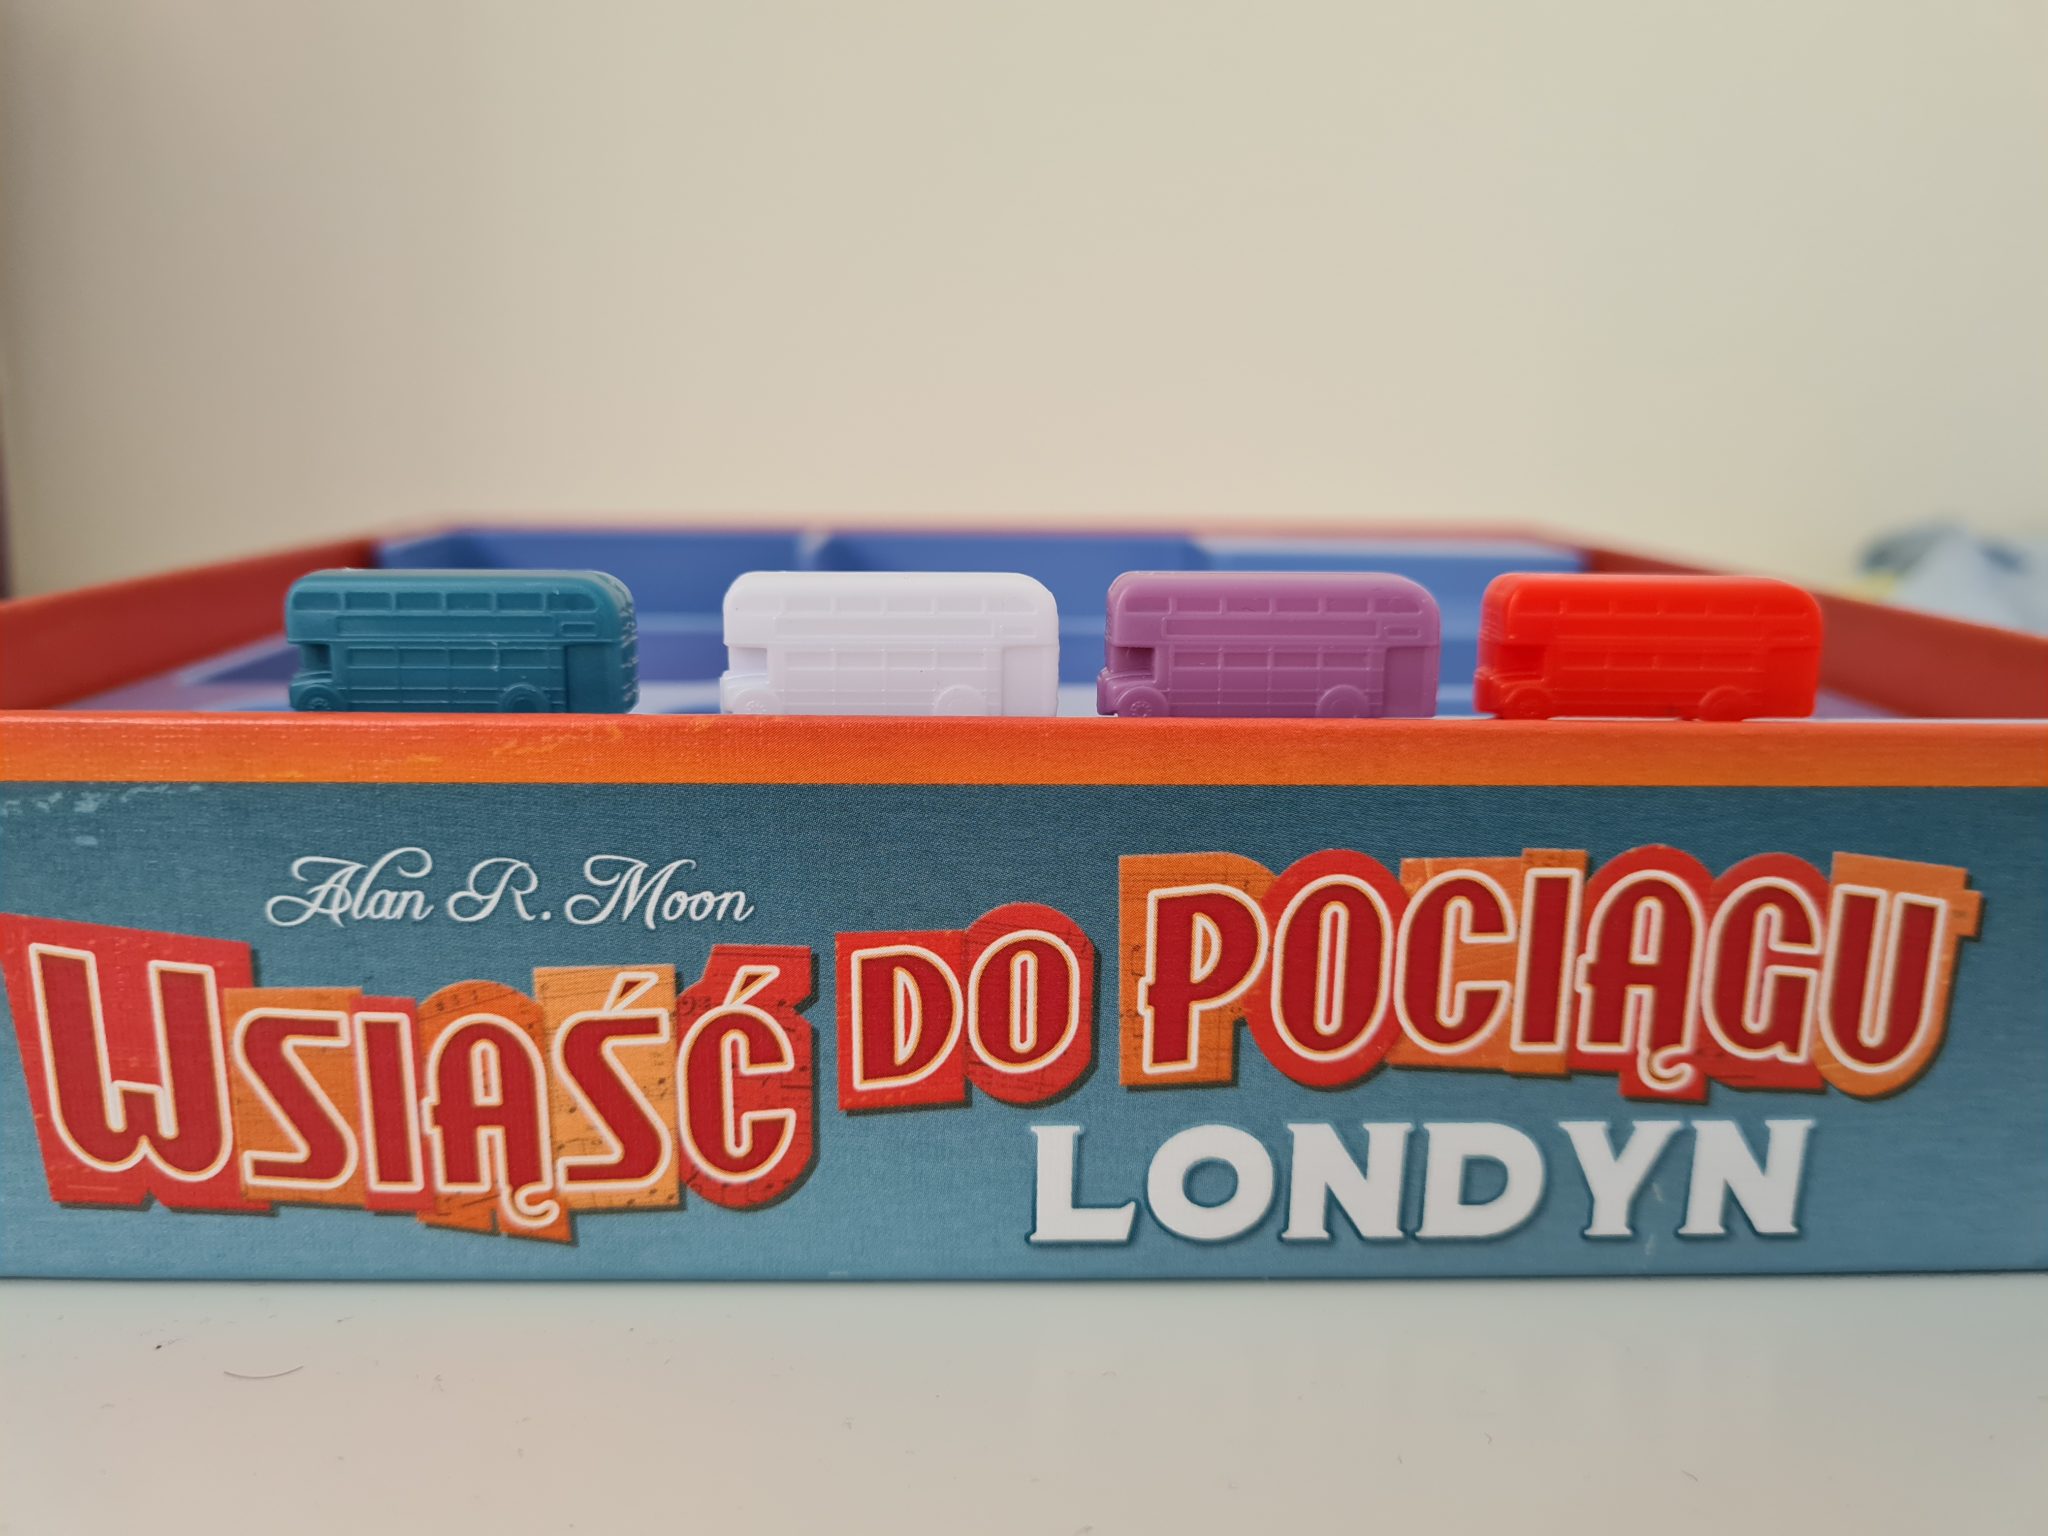 Alan R. Moon
WSIĄŚĆ DO POCIĄGU
LONDYN